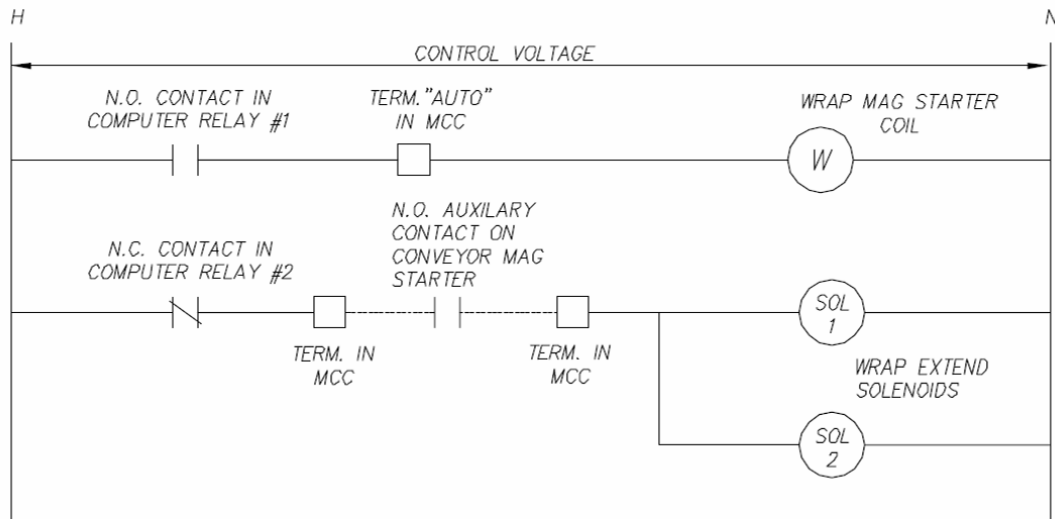 H
N
CONTROL VOLTAGE
N.O. CONTACT IN
COMPUTER RELAY #1
TERM."AUTO"
IN MCC
WRAP MAG STARTER
COIL
W
N.O. AUXILARY
CONTACT ON
CONVEYOR MAG
STARTER
N.C. CONTACT IN
COMPUTER RELAY #2
SOL
1
TERM. IN
MCC
TERM. IN
MCC
WRAP EXTEND
SOLENOIDS
SOL
2